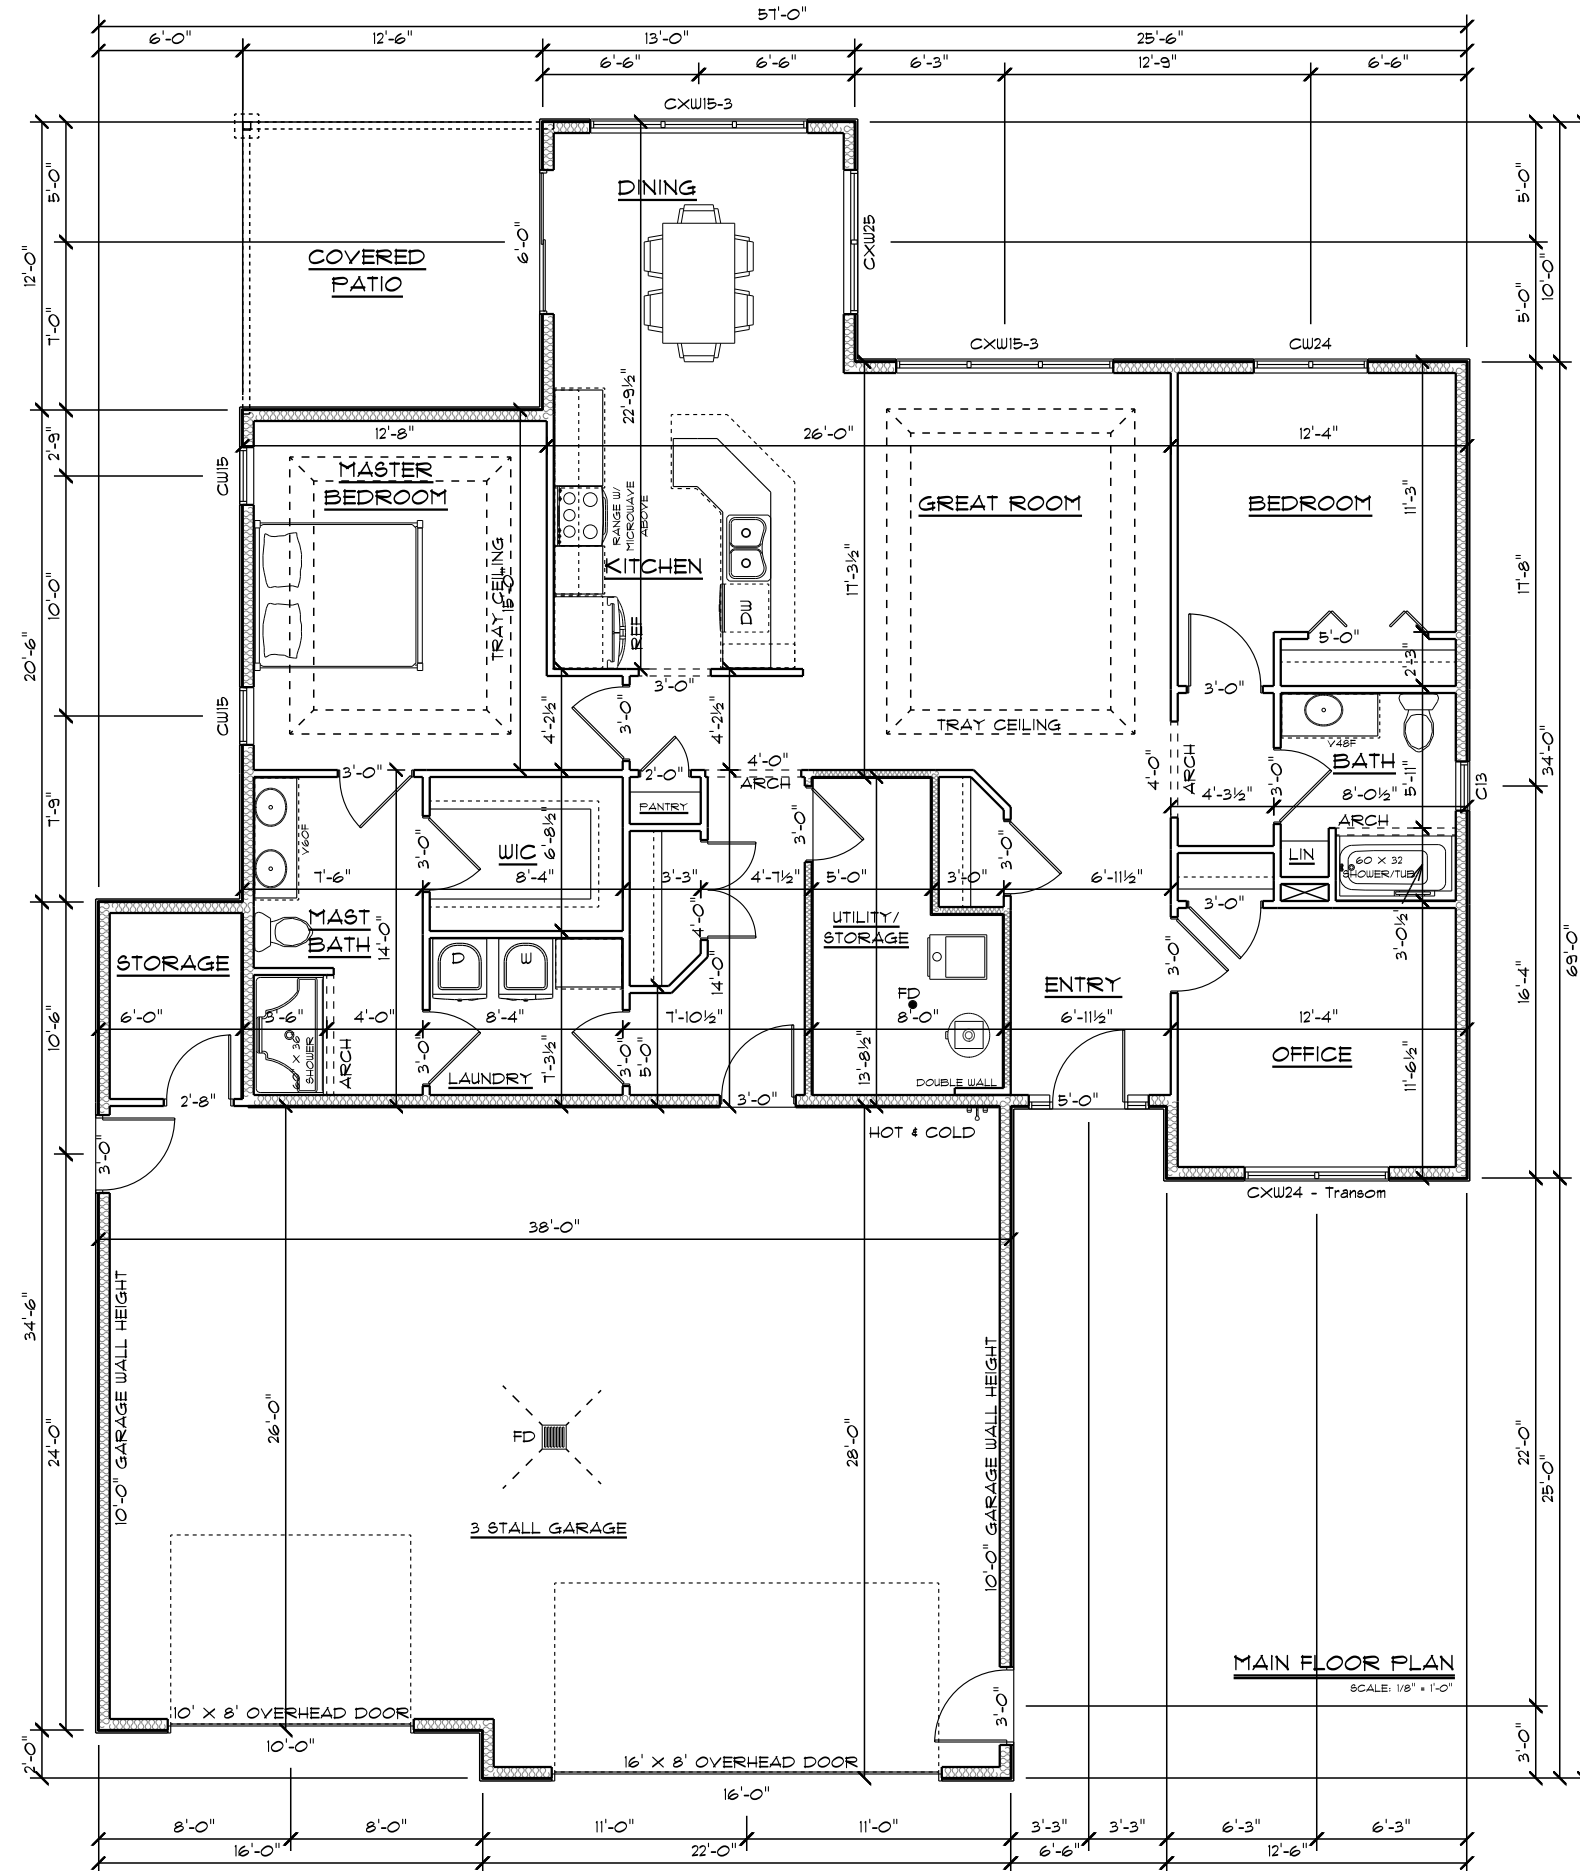 57'-0"
6'-0" 12'-6" 13'-0" 25'-6"
6'-6" 6'-6" 6'-3" 12'-9" 6'-6"
CXW15-3
5'-0"
12'-0"
7'-0"
COVERED
PATIO
6'-0"
DINING
CXW25
5'-0"
5'-0"
10'-0"
CXW15-3
CW24
22'-9½"
2'-9"
12'-8"
26'-0"
12'-4"
CW15
MASTER
BEDROOM
TRAY CEILING
15'-0"
RANGE W/
MICROWAVE
ABOVE
KITCHEN
REF
DW
GREAT ROOM
17'-3½"
TRAY CEILING
BEDROOM
11'-3"
17'-8"
10'-0"
20'-6"
CW15
5'-0"
2'-3"
3'-0"
3'-0"
3'-0"
4'-2½"
4'-2½"
V48F
BATH
5'-11"
34'-0"
C13
3'-0"
2'-0"
4'-0"
ARCH
4'-0"
ARCH
4'-3½"
3'-0"
8'-0½"
ARCH
7'-9"
V60F
PANTRY
3'-0"
WIC
6'-8½"
3'-0"
3'-0"
LIN
60 X 32
SHOWER/TUB
7'-6"
8'-4"
3'-3"
4'-7½"
5'-0"
3'-0"
6'-11½"
3'-0"
MAST
BATH
14'-0"
4'-0"
UTILITY/
STORAGE
3'-0"
3'-0½"
69'-0"
STORAGE
D
W
14'-0"
FD
ENTRY
16'-4"
6'-0"
3'-6"
4'-0"
8'-4"
7'-10½"
8'-0"
6'-11½"
12'-4"
10'-6"
60" X 36"
SHOWER
ARCH
3'-0"
LAUNDRY
7'-3½"
3'-0"
5'-0"
13'-8½"
DOUBLE WALL
OFFICE
11'-6½"
2'-8"
3'-0"
5'-0"
3'-0"
HOT & COLD
CXW24 - Transom
38'-0"
34'-6"
10'-0" GARAGE WALL HEIGHT
10'-0" GARAGE WALL HEIGHT
26'-0"
FD
28'-0"
24'-0"
22'-0"
25'-0"
3 STALL GARAGE
MAIN FLOOR PLAN
SCALE: 1/8" = 1'-0"
3'-0"
10' X 8' OVERHEAD DOOR
10'-0"
2'-0"
16' X 8' OVERHEAD DOOR
16'-0"
3'-0"
8'-0" 8'-0" 11'-0" 11'-0" 3'-3" 3'-3" 6'-3" 6'-3"
16'-0" 22'-0" 6'-6" 12'-6"